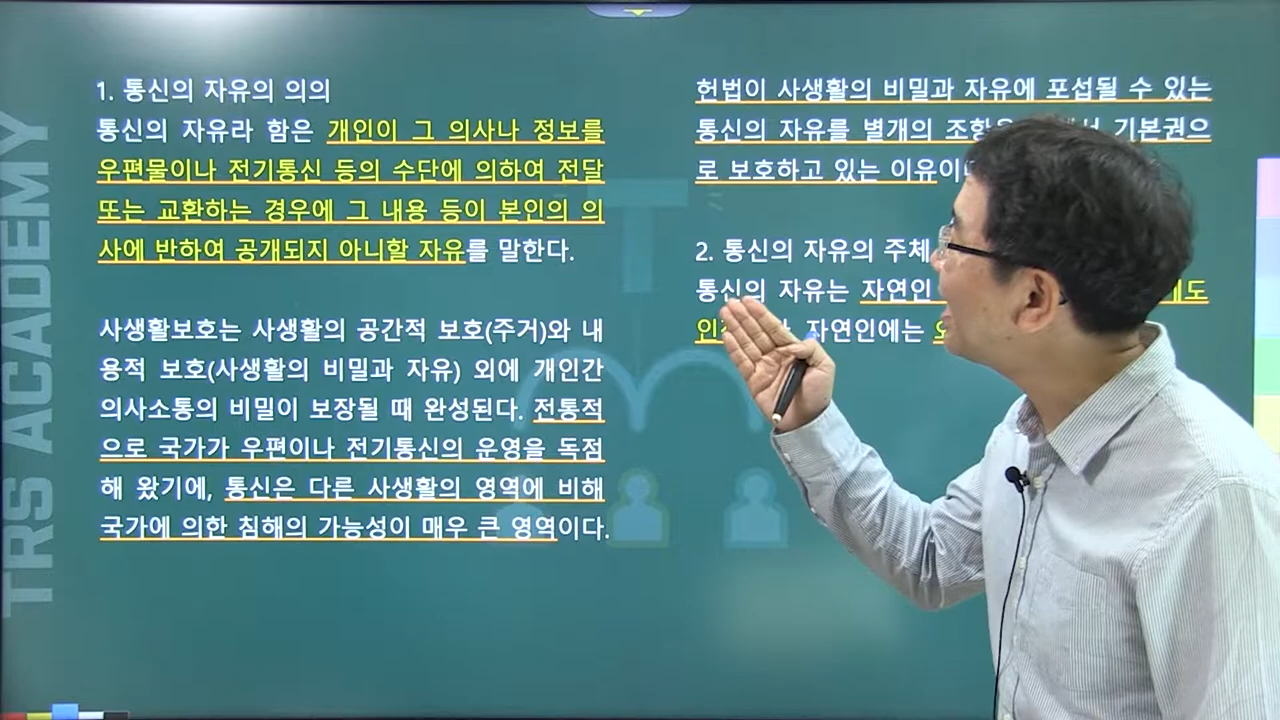 TRS ACADEMY
1. 통신의 자유의 의의
통신의 자유라 함은 개인이 그 의사나 정보를
우편물이나 전기통신 등의 수단에 의하여 전달
또는 교환하는 경우에 그 내용 등이 본인의 의
사에 반하여 공개되지 아니할 자유를 말한다.
사생활보호는 사생활의 공간적 보호(주거)와 내
용적 보호(사생활의 비밀과 자유) 외에 개인간
의사소통의 비밀이 보장될 때 완성된다. 전통적
으로 국가가 우편이나 전기통신의 운영을 독점
해 왔기에, 통신은 다른 사생활의 영역에 비해
국가에 의한 침해의 가능성이 매우 큰 영역이다.
헌법이 사생활의 비밀과 자유에 포섭될 수 있는
통신의 자유를 별개의 기본권으
로 보호하고 있는
2. 통신의 자유의 주체
통신의 자유는 자연인
자연인에는